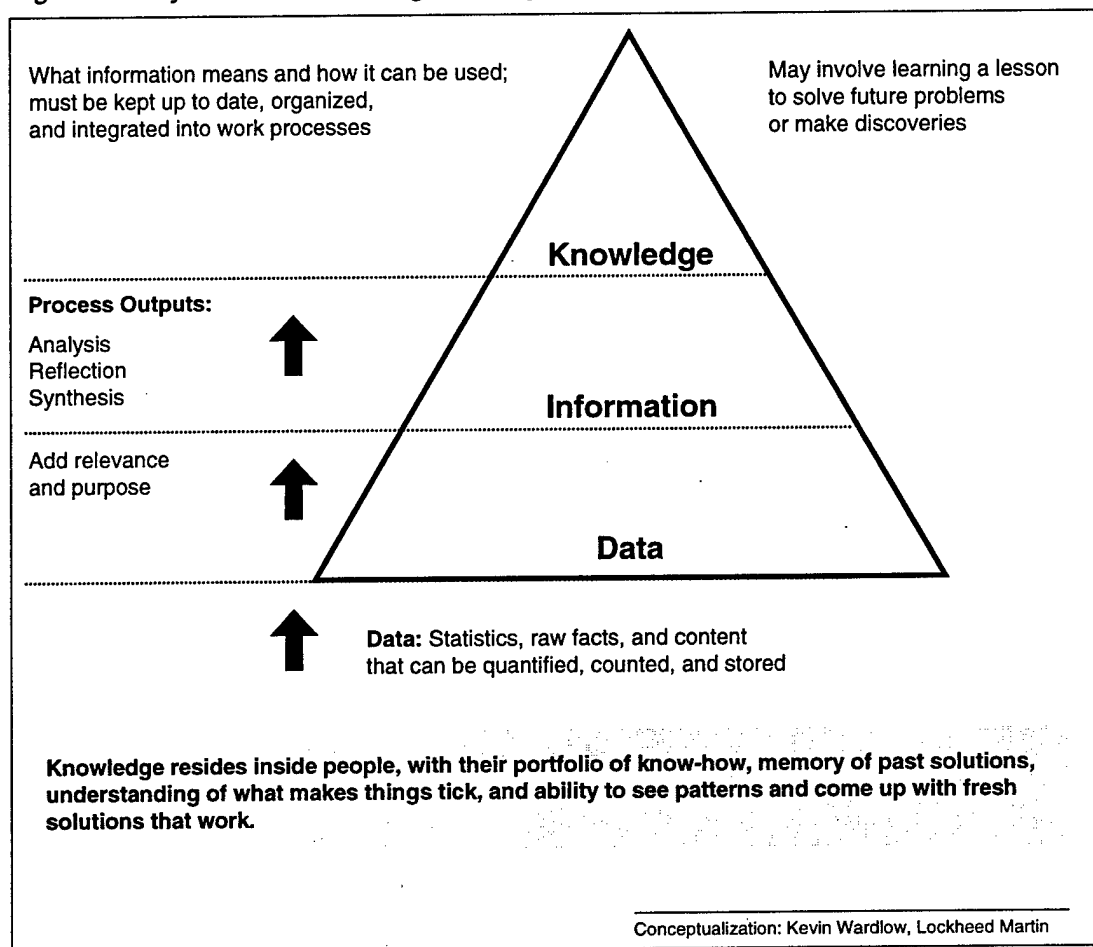 What information means and how it can be used;
must be kept up to date, organized,
and integrated into work processes
May involve learning a lesson
to solve future problems
or make discoveries
Knowledge
Process Outputs:
Analysis
Reflection
Synthesis
Information
Add relevance
and purpose
Data
Data: Statistics, raw facts, and content
that can be quantified, counted, and stored
Knowledge resides inside people, with their portfolio of know-how, memory of past solutions,
understanding of what makes things tick, and ability to see patterns and come up with fresh
solutions that work.
Conceptualization: Kevin Wardlow, Lockheed Martin